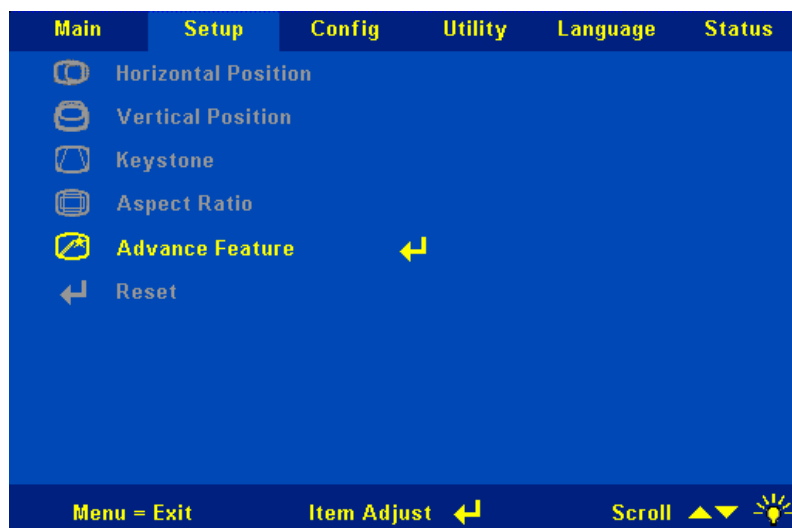 Main Setup Config Utility Language Status
Horizontal Position
Vertical Position
Keystone
Aspect Ratio
Advance Feature
Reset
Menu = Exit Item Adjust Scroll